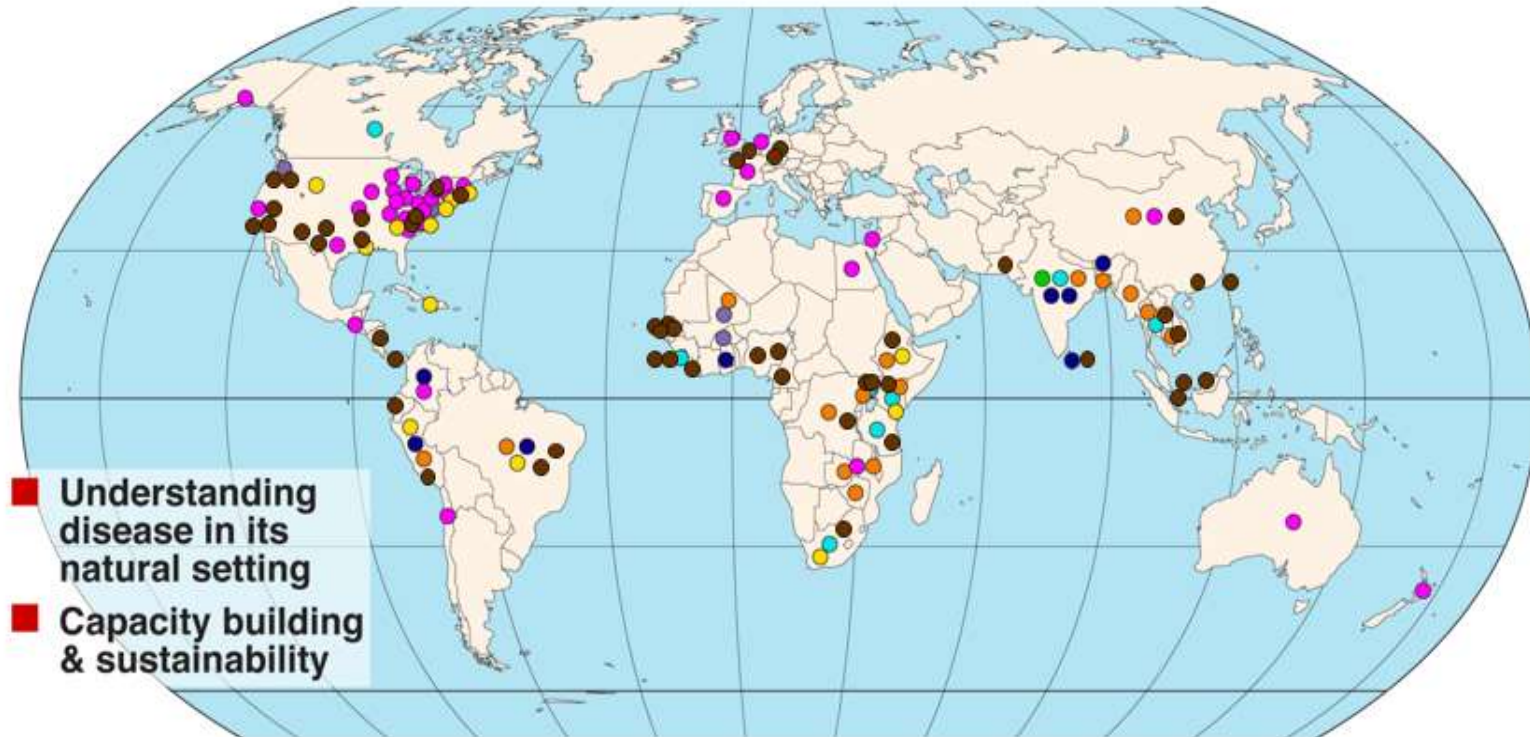 Understanding
disease in its
natural setting
Capacity building
& sustainability